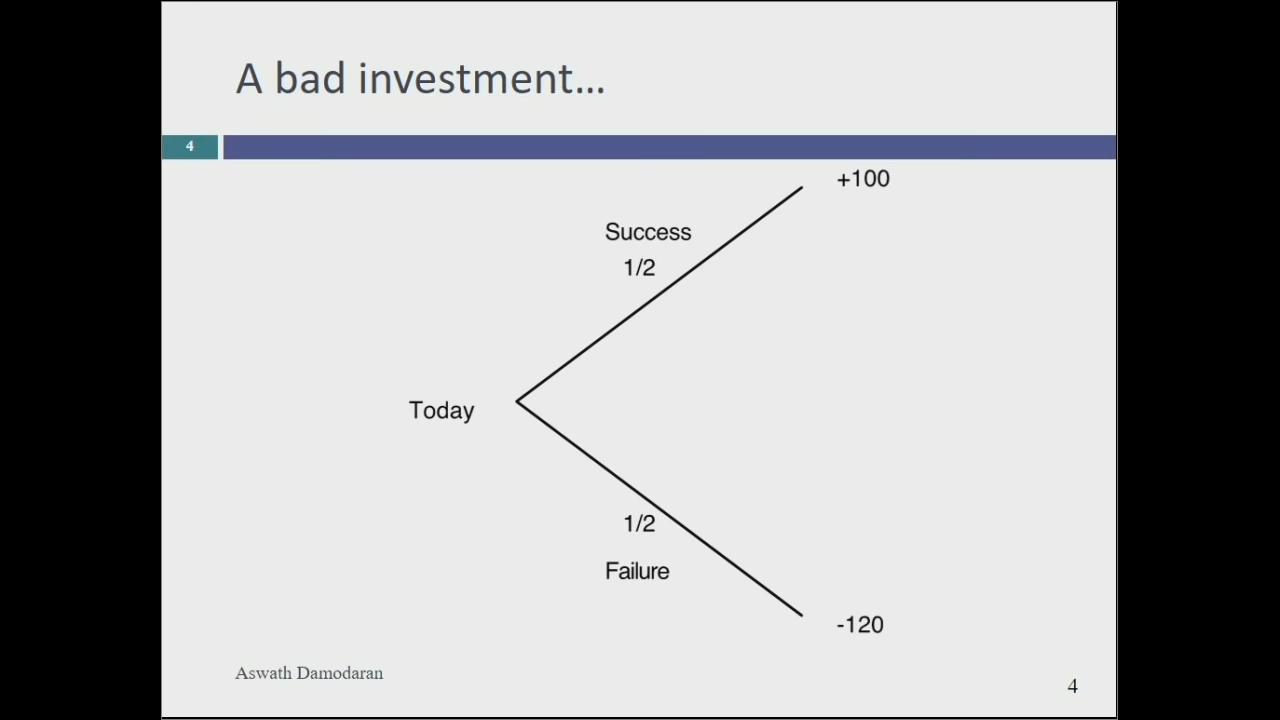 A bad investment...
4
+100
Success
1/2
Today
1/2
Failure
-120
Aswath Damodaran
4